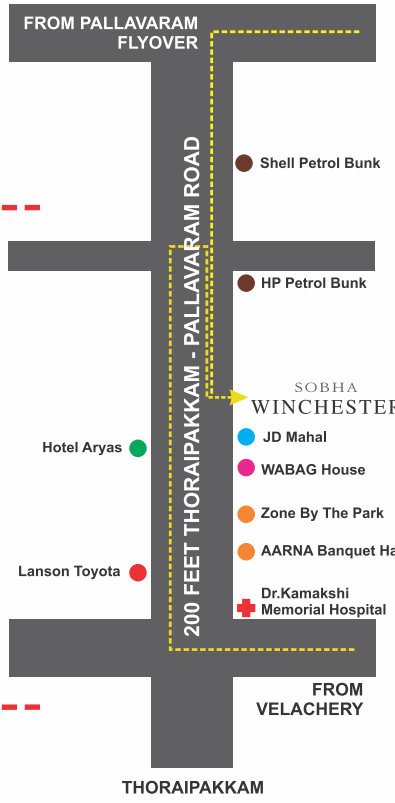 FROM PALLAVARAM
FLYOVER
Shell Petrol Bunk
200 FEET THORAIPAKKAM - PALLAVARAM ROAD
HP Petrol Bunk
SOBHA
WINCHESTER
JD Mahal
Hotel Aryas
WABAG House
Zone By The Park
AARNA Banquet Ha
Lanson Toyota
Dr.Kamakshi
Memorial Hospital
FROM
VELACHERY
THORAIPAKKAM